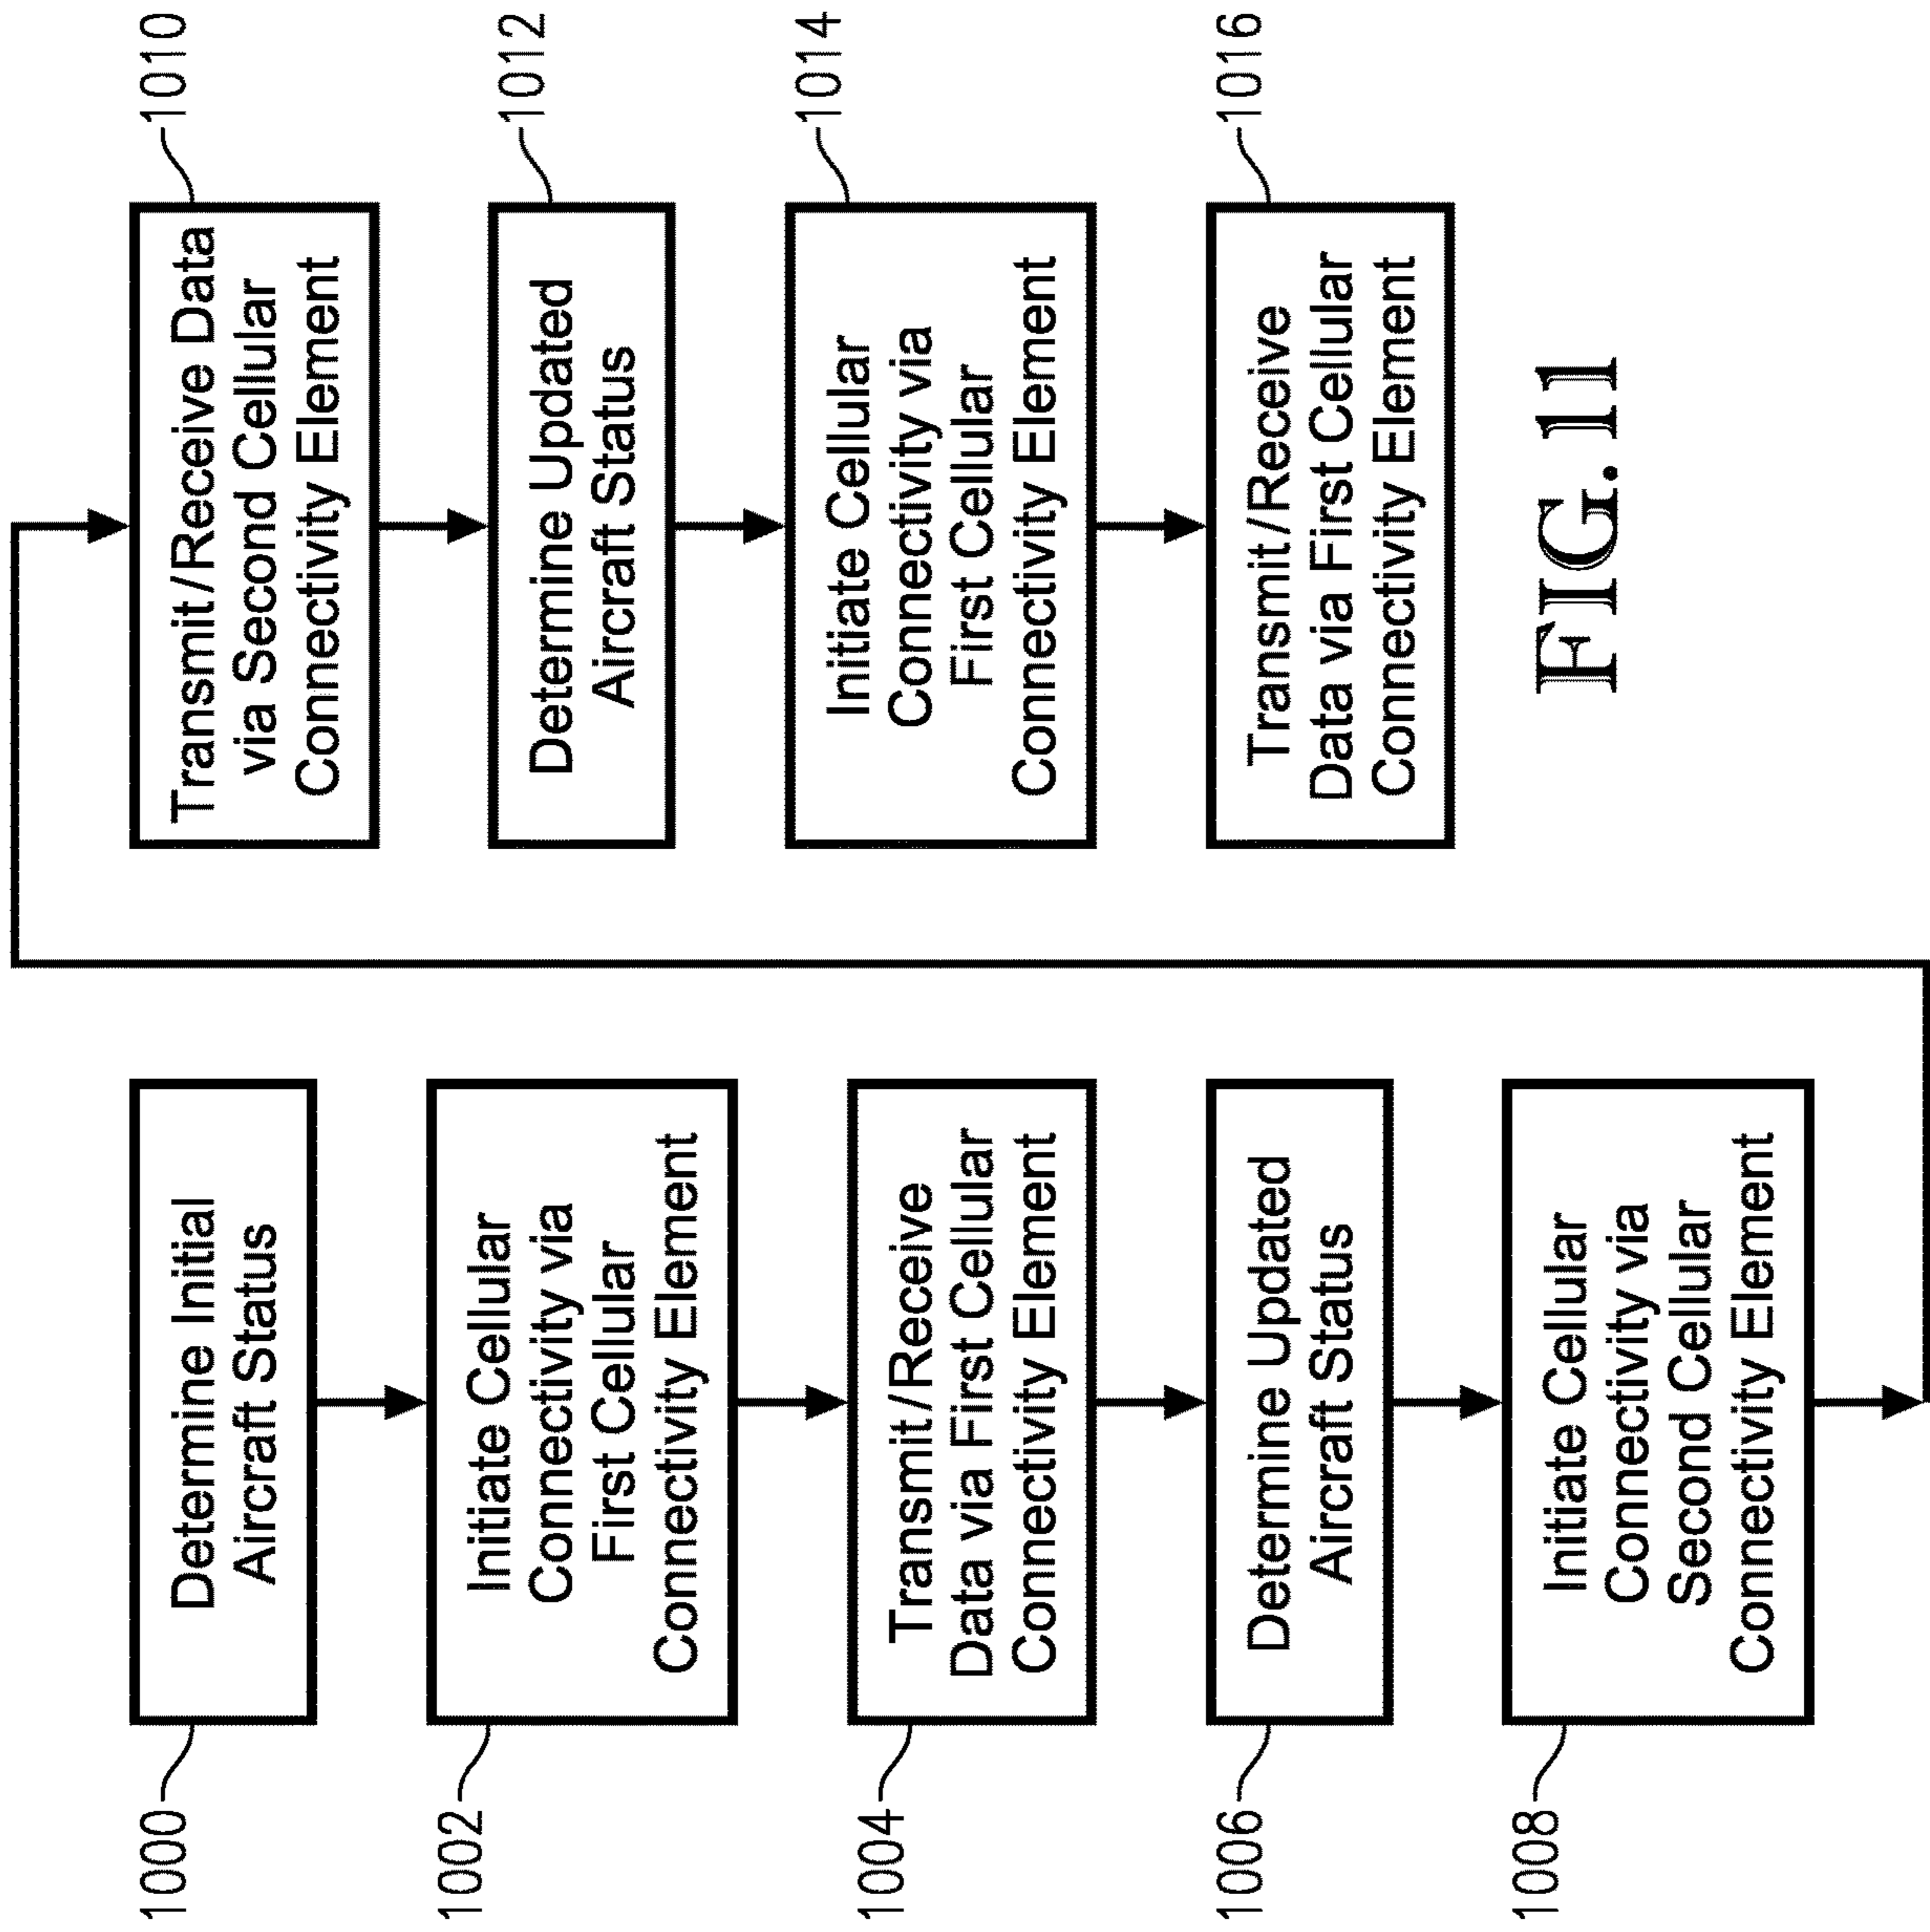 1000
Determine Initial
Aircraft Status
1002
Initiate Cellular
Connectivity via
First Cellular
Connectivity Element
1004
Transmit/Receive
Data via First Cellular
Connectivity Element
1006
Determine Updated
Aircraft Status
1008
Initiate Cellular
Connectivity via
Second Cellular
Connectivity Element
1010
Transmit/Receive Data
via Second Cellular
Connectivity Element
1012
Determine Updated
Aircraft Status
1014
Initiate Cellular
Connectivity via
First Cellular
Connectivity Element
1016
Transmit/Receive
Data via First Cellular
Connectivity Element
FIG. 11